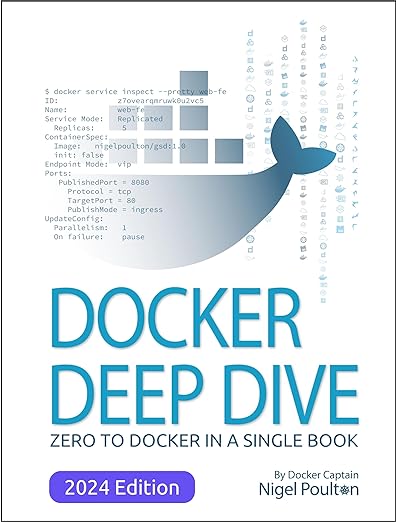 $ docker service inspect --pretty web-fe
ID: z7ovearqmruwk0u2vc5
Name: web-fe
Service Mode: Replicated
Replicas: 5
ContainerSpec:
Image: nigelpoulton/gsd:1.0
init: false
Endpoint Mode: vip
Ports:
PublishedPort = 8080
Protocol = tcp
TargetPort = 80
PublishMode = ingress
UpdateConfig:
Parallelism: 1
On failure: pause
DOCKER
DEEP DIVE
ZERO TO DOCKER IN A SINGLE BOOK
2024 Edition
By Docker Captain
Nigel Poulton